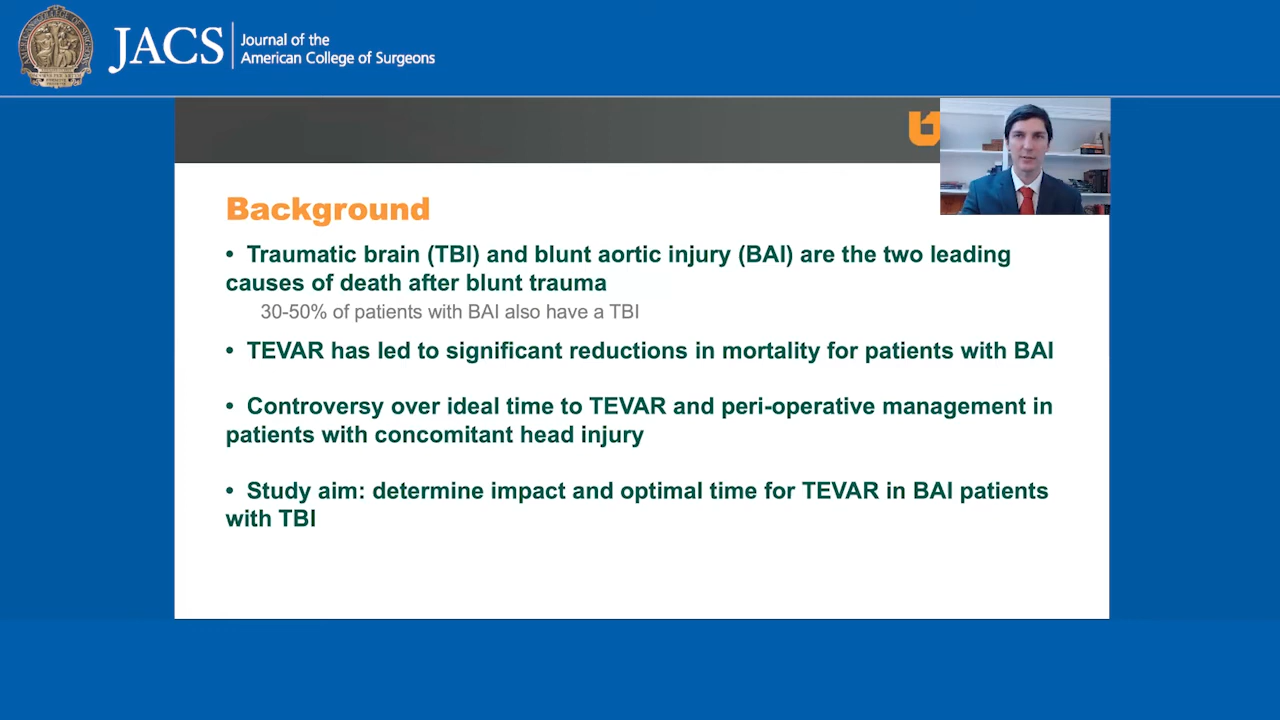 JACS
Journal of the
American College of Surgeons
Background
• Traumatic brain (TBI) and blunt aortic injury (BAI) are the two leading
causes of death after blunt trauma
30-50% of patients with BAI also have a TBI
• TEVAR has led to significant reductions in mortality for patients with BAI
• Controversy over ideal time to TEVAR and peri-operative management in
patients with concomitant head injury
• Study aim: determine impact and optimal time for TEVAR in BAI patients
with TBI